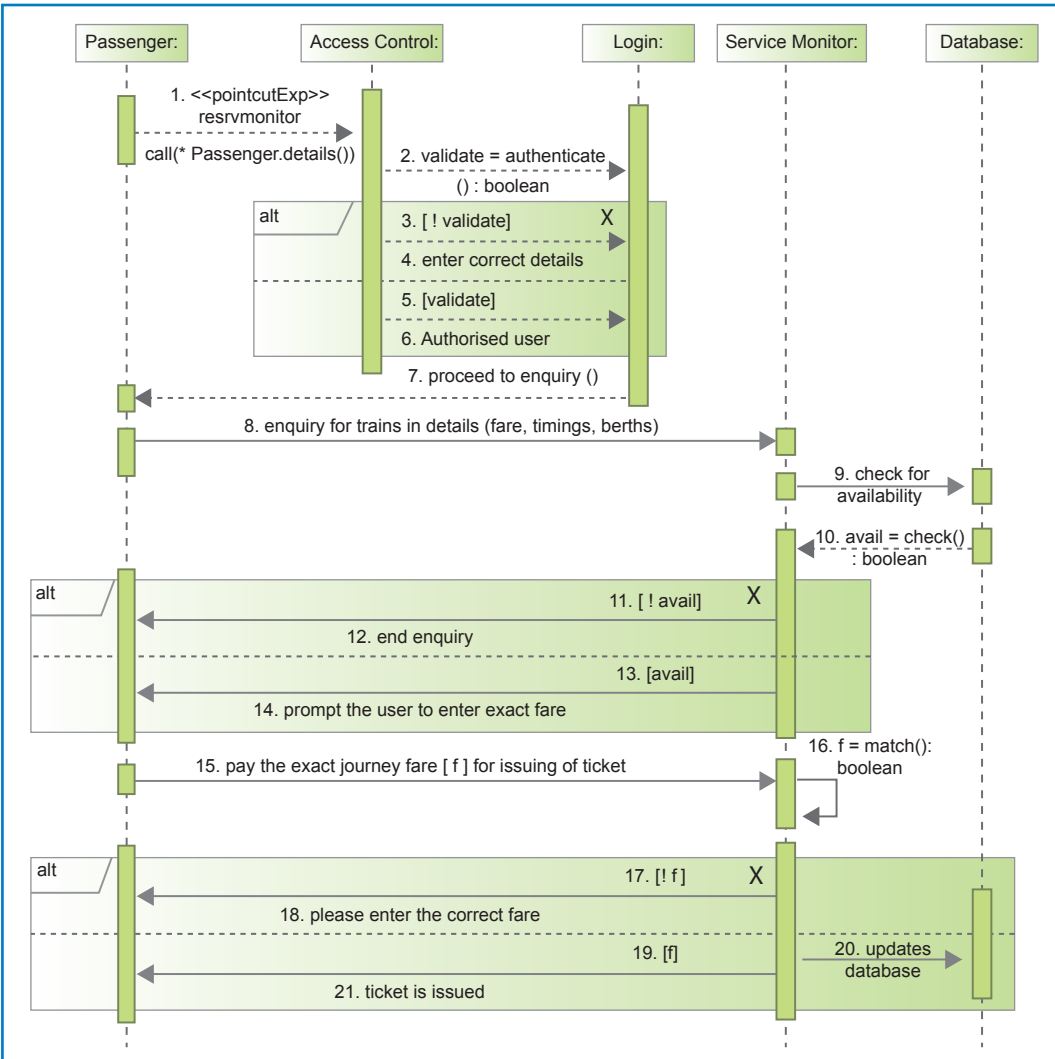 Passenger:
Access Control:
Login:
Service Monitor:
Database:
1. <<pointcutExp>>
resrvmonitor
call(* Passenger.details())
2. validate = authenticate
() : boolean
alt
3. [ ! validate]
X
4. enter correct details
5. [validate]
6. Authorised user
7. proceed to enquiry ()
8. enquiry for trains in details (fare, timings, berths)
9. check for
availability
10. avail = check()
: boolean
alt
11. [ ! avail]
X
12. end enquiry
13. [avail]
14. prompt the user to enter exact fare
15. pay the exact journey fare [ f ] for issuing of ticket
16. f = match():
boolean
alt
17. [! f ]
X
18. please enter the correct fare
19. [f]
20. updates
database
21. ticket is issued